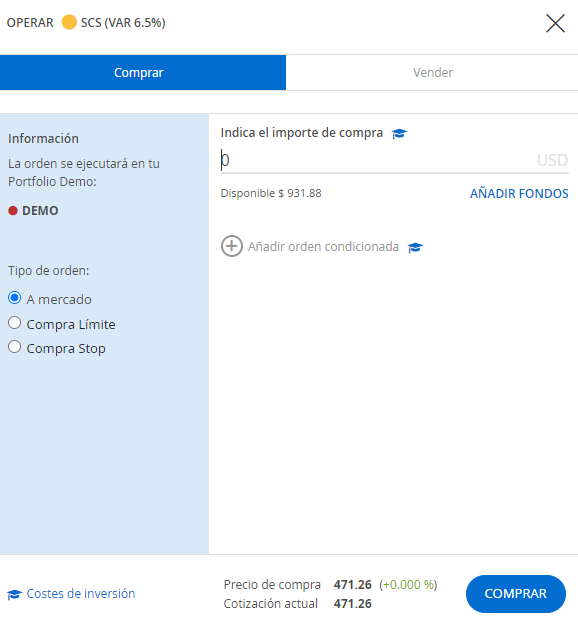 OPERAR SCS (VAR 6.5%)
Comprar
Vender
Información
La orden se ejecutará en tu
Portfolio Demo:
DEMO
Tipo de orden:
A mercado
Compra Límite
Compra Stop
Indica el importe de compra
0 USD
Disponible $ 931.88 AÑADIR FONDOS
Añadir orden condicionada
Costes de inversión
Precio de compra 471.26 (+0.000 %)
Cotización actual 471.26
COMPRAR